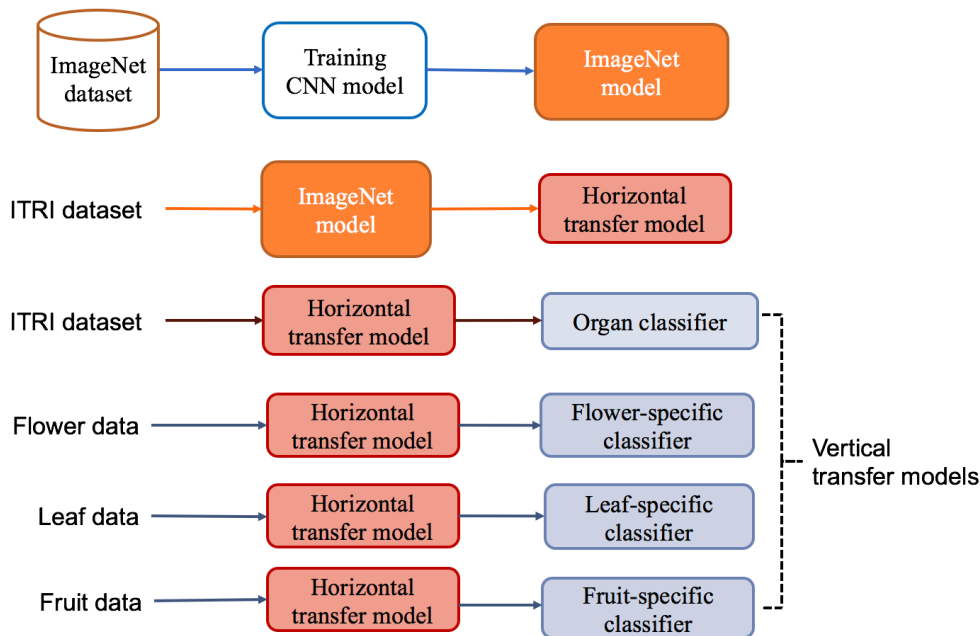 ImageNet
dataset
Training
CNN model
ImageNet
model
ITRI dataset
ImageNet
model
Horizontal
transfer model
ITRI dataset
Horizontal
transfer model
Organ classifier
Flower data
Horizontal
transfer model
Flower-specific
classifier
Vertical
transfer models
Leaf data
Horizontal
transfer model
Leaf-specific
classifier
Fruit data
Horizontal
transfer model
Fruit-specific
classifier